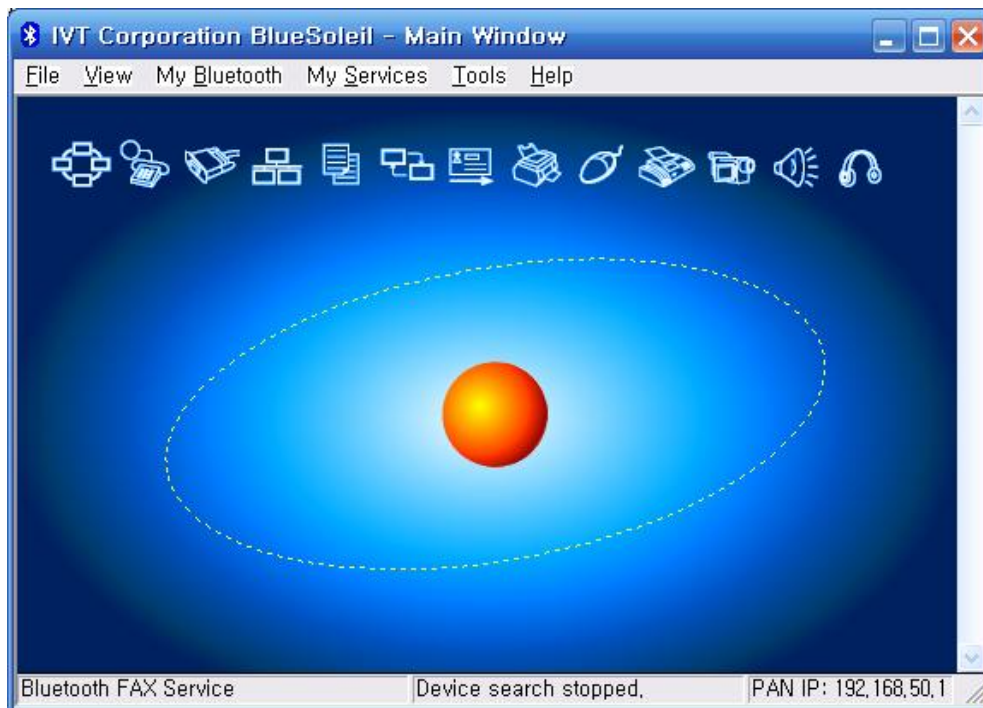 IVT Corporation BlueSoleil - Main Window
File View My Bluetooth My Services Tools Help
Bluetooth FAX Service Device search stopped. PAN IP: 192.168.50.1